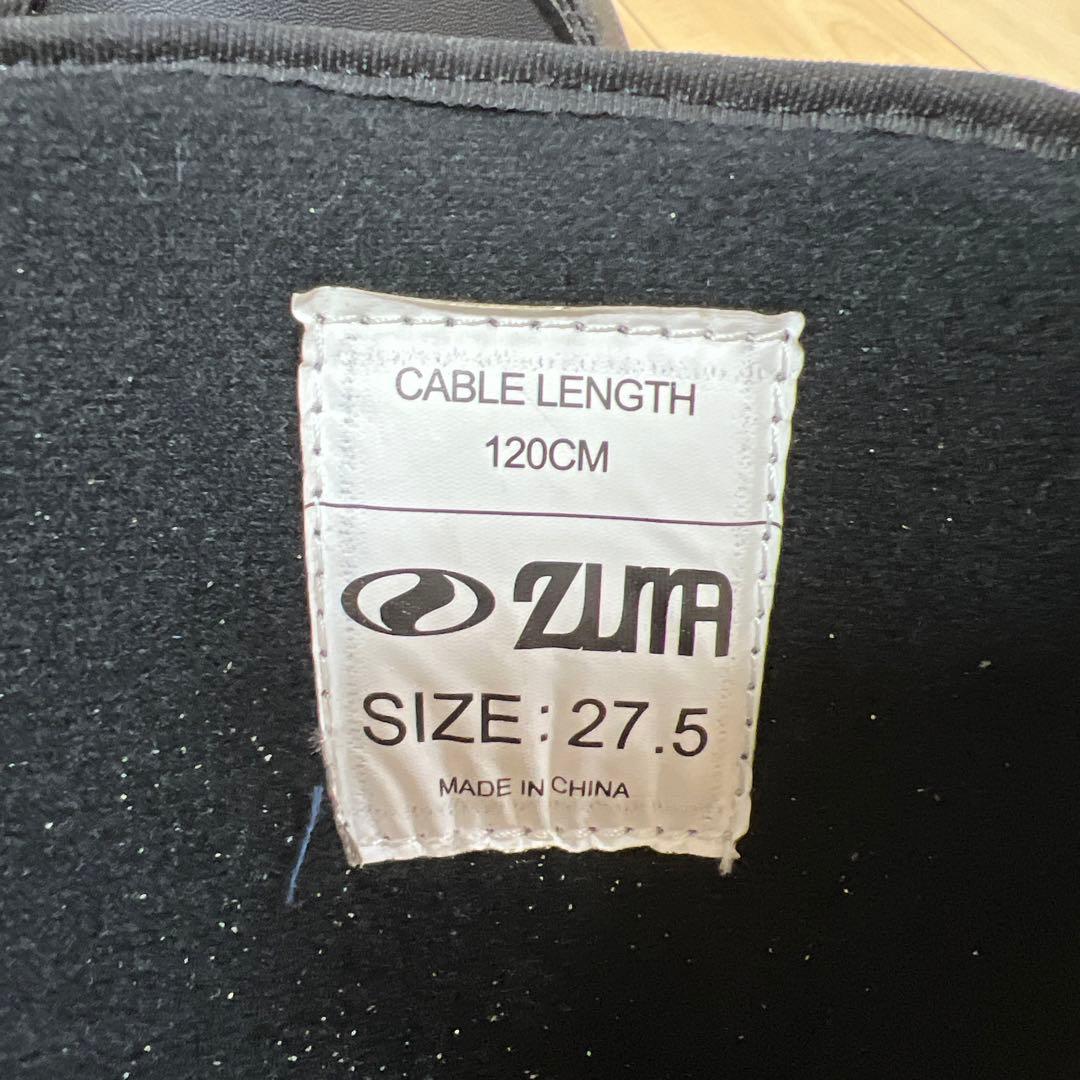 CABLE LENGTH
120CM
ZUMA
SIZE: 27.5
MADE IN CHINA